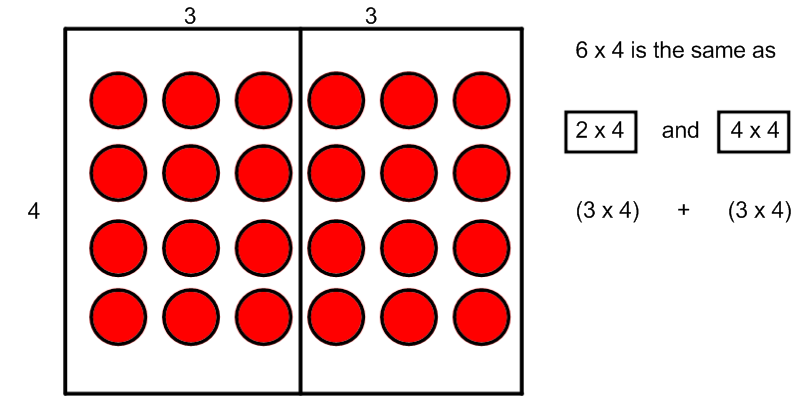 3 3
6 x 4 is the same as
2 x 4 and 4 x 4
4
(3 x 4) + (3 x 4)